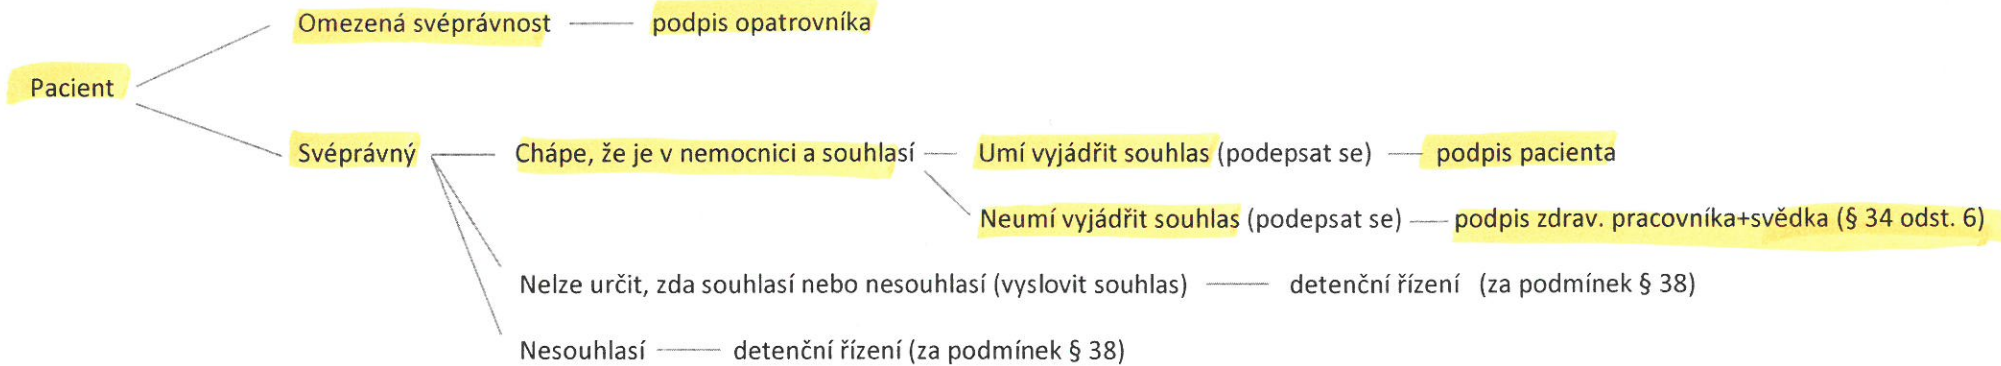 Omezená svéprávnost podpis opatrovníka
Pacient
Svéprávný Chápe, že je v nemocnici a souhlasí Umí vyjádřit souhlas (podepsat se) podpis pacienta
Neumí vyjádřit souhlas (podepsat se) podpis zdrav. pracovníka+svědka (§ 34 odst. 6)
Nelze určit, zda souhlasí nebo nesouhlasí (vyslovit souhlas) detenční řízení (za podmínek § 38)
Nesouhlasí detenční řízení (za podmínek § 38)